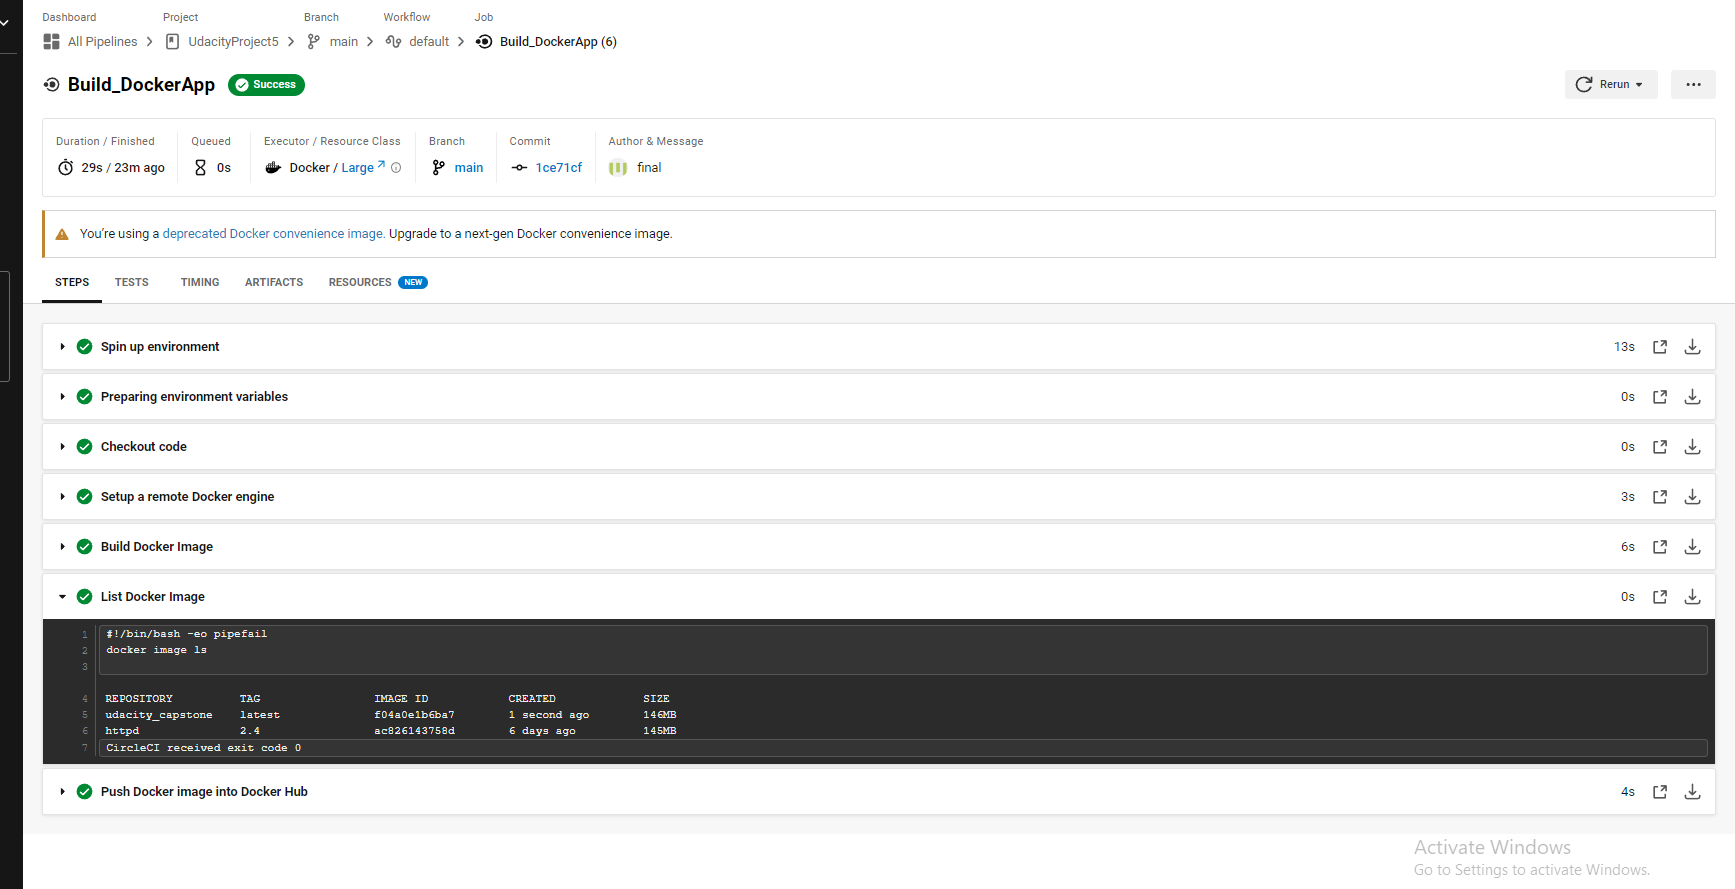 Dashboard Project Branch Workflow Job
All Pipelines UdacityProject5 main default Build_DockerApp (6)
Build_DockerApp Success Rerun
Duration / Finished Queued Executor / Resource Class Branch Commit Author & Message
29s / 23m ago 0s Docker / Large main 1ce71cf final
You're using a deprecated Docker convenience image. Upgrade to a next-gen Docker convenience image.
STEPS TESTS TIMING ARTIFACTS RESOURCES NEW
Spin up environment 13s
Preparing environment variables 0s
Checkout code 0s
Setup a remote Docker engine 3s
Build Docker Image 6s
List Docker Image 0s
1 #!/bin/bash -eo pipefail
2 docker image ls
3
4 REPOSITORY TAG IMAGE ID CREATED SIZE
5 udacity_capstone latest f04a0e1b6ba7 1 second ago 146MB
6 httpd 2.4 ac826143758d 6 days ago 145MB
7 CircleCI received exit code 0
Push Docker image into Docker Hub 4s
Activate Windows
Go to Settings to activate Windows.